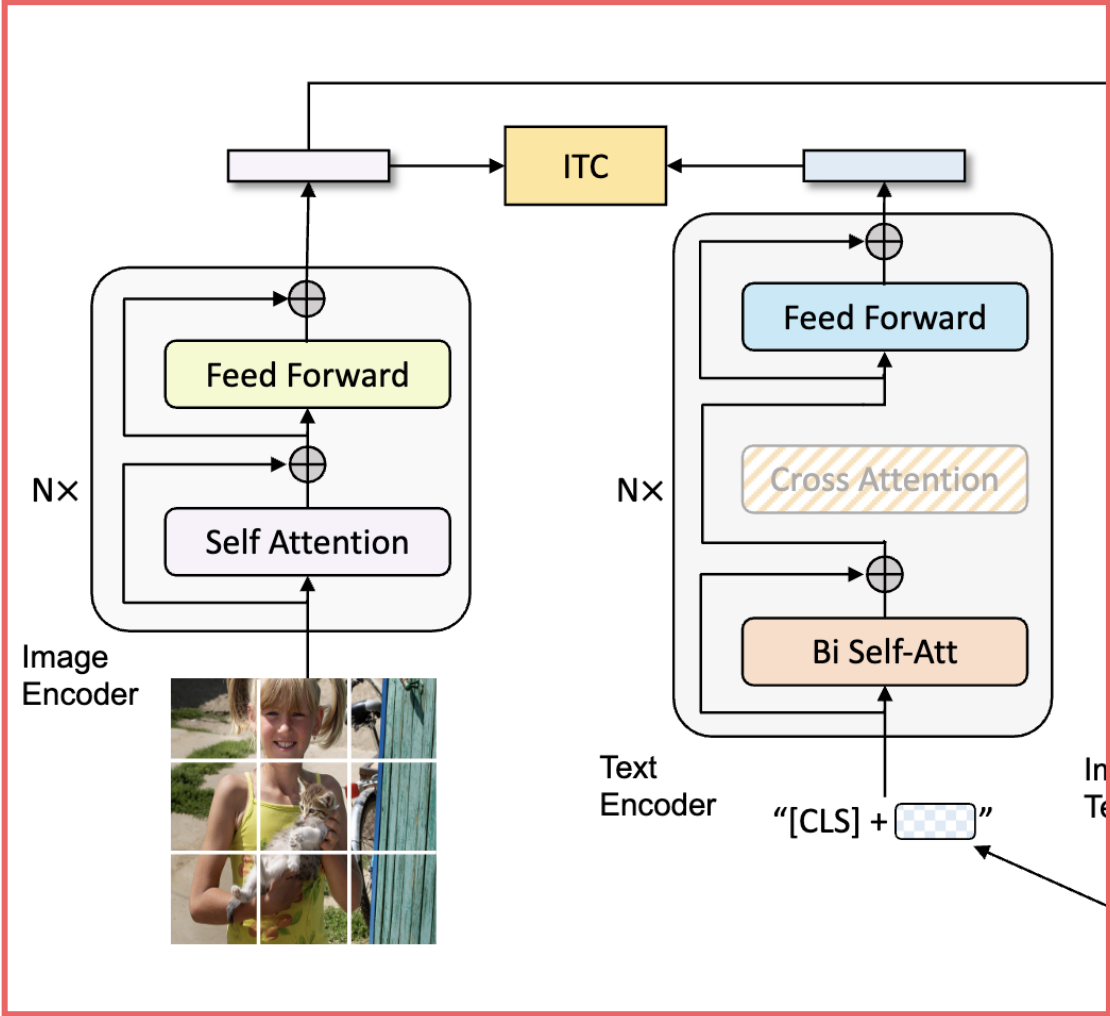 ITC
Feed Forward
Self Attention
N×
Image
Encoder
Feed Forward
Cross Attention
N×
Bi Self-Att
Text
Encoder
“[CLS] + ”